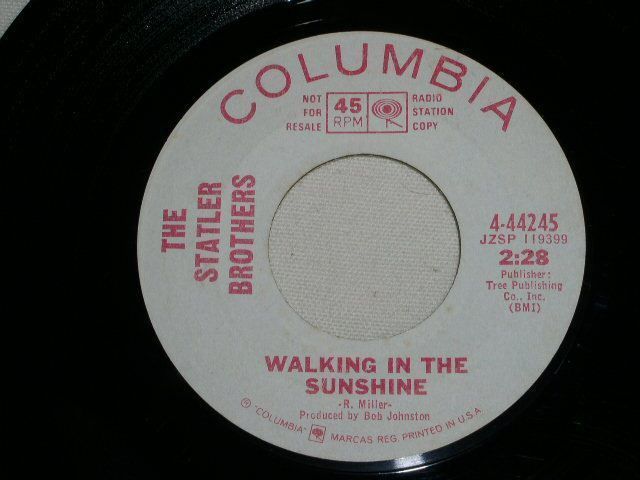 COLUMBIA
NOT
FOR
RESALE
45
RPM
RADIO
STATION
COPY
THE
STATLER
BROTHERS
4-44245
JZSP 119399
2:28
Publisher:
Tree Publishing
Co., Inc.
(BMI)
WALKING IN THE
SUNSHINE
-R. Miller-
Produced by Bob Johnston
® "COLUMBIA" MARCAS REG. PRINTED IN U.S.A.